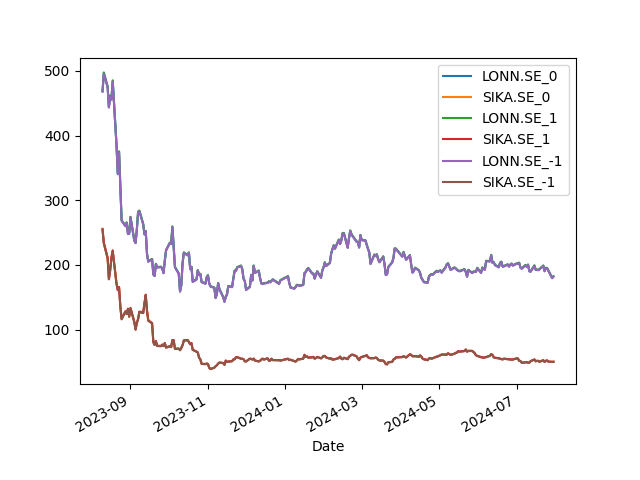 500
400
300
200
100
LONN.SE_0
SIKA.SE_0
LONN.SE_1
SIKA.SE_1
LONN.SE_-1
SIKA.SE_-1
2023-09
2023-11
2024-01
2024-03
2024-05
2024-07
Date